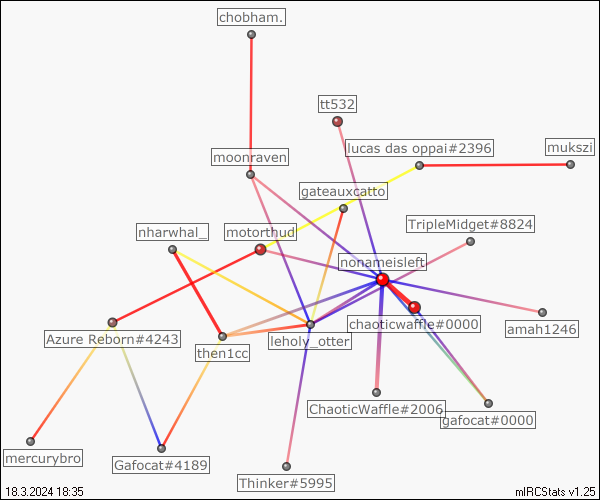 chobham.
tt532
lucas das oppai#2396
mukszi
moonraven
gateauxcatto
TripleMidget#8824
nharwhal_
motorthud
nonameisleft
chaoticwaffle#0000
amah1246
Azure Reborn#4243
leholy_otter
then1cc
ChaoticWaffle#2006
gafocat#0000
mercurybro
Gafocat#4189
Thinker#5995
18.3.2024 18:35
mIRCStats v1.25